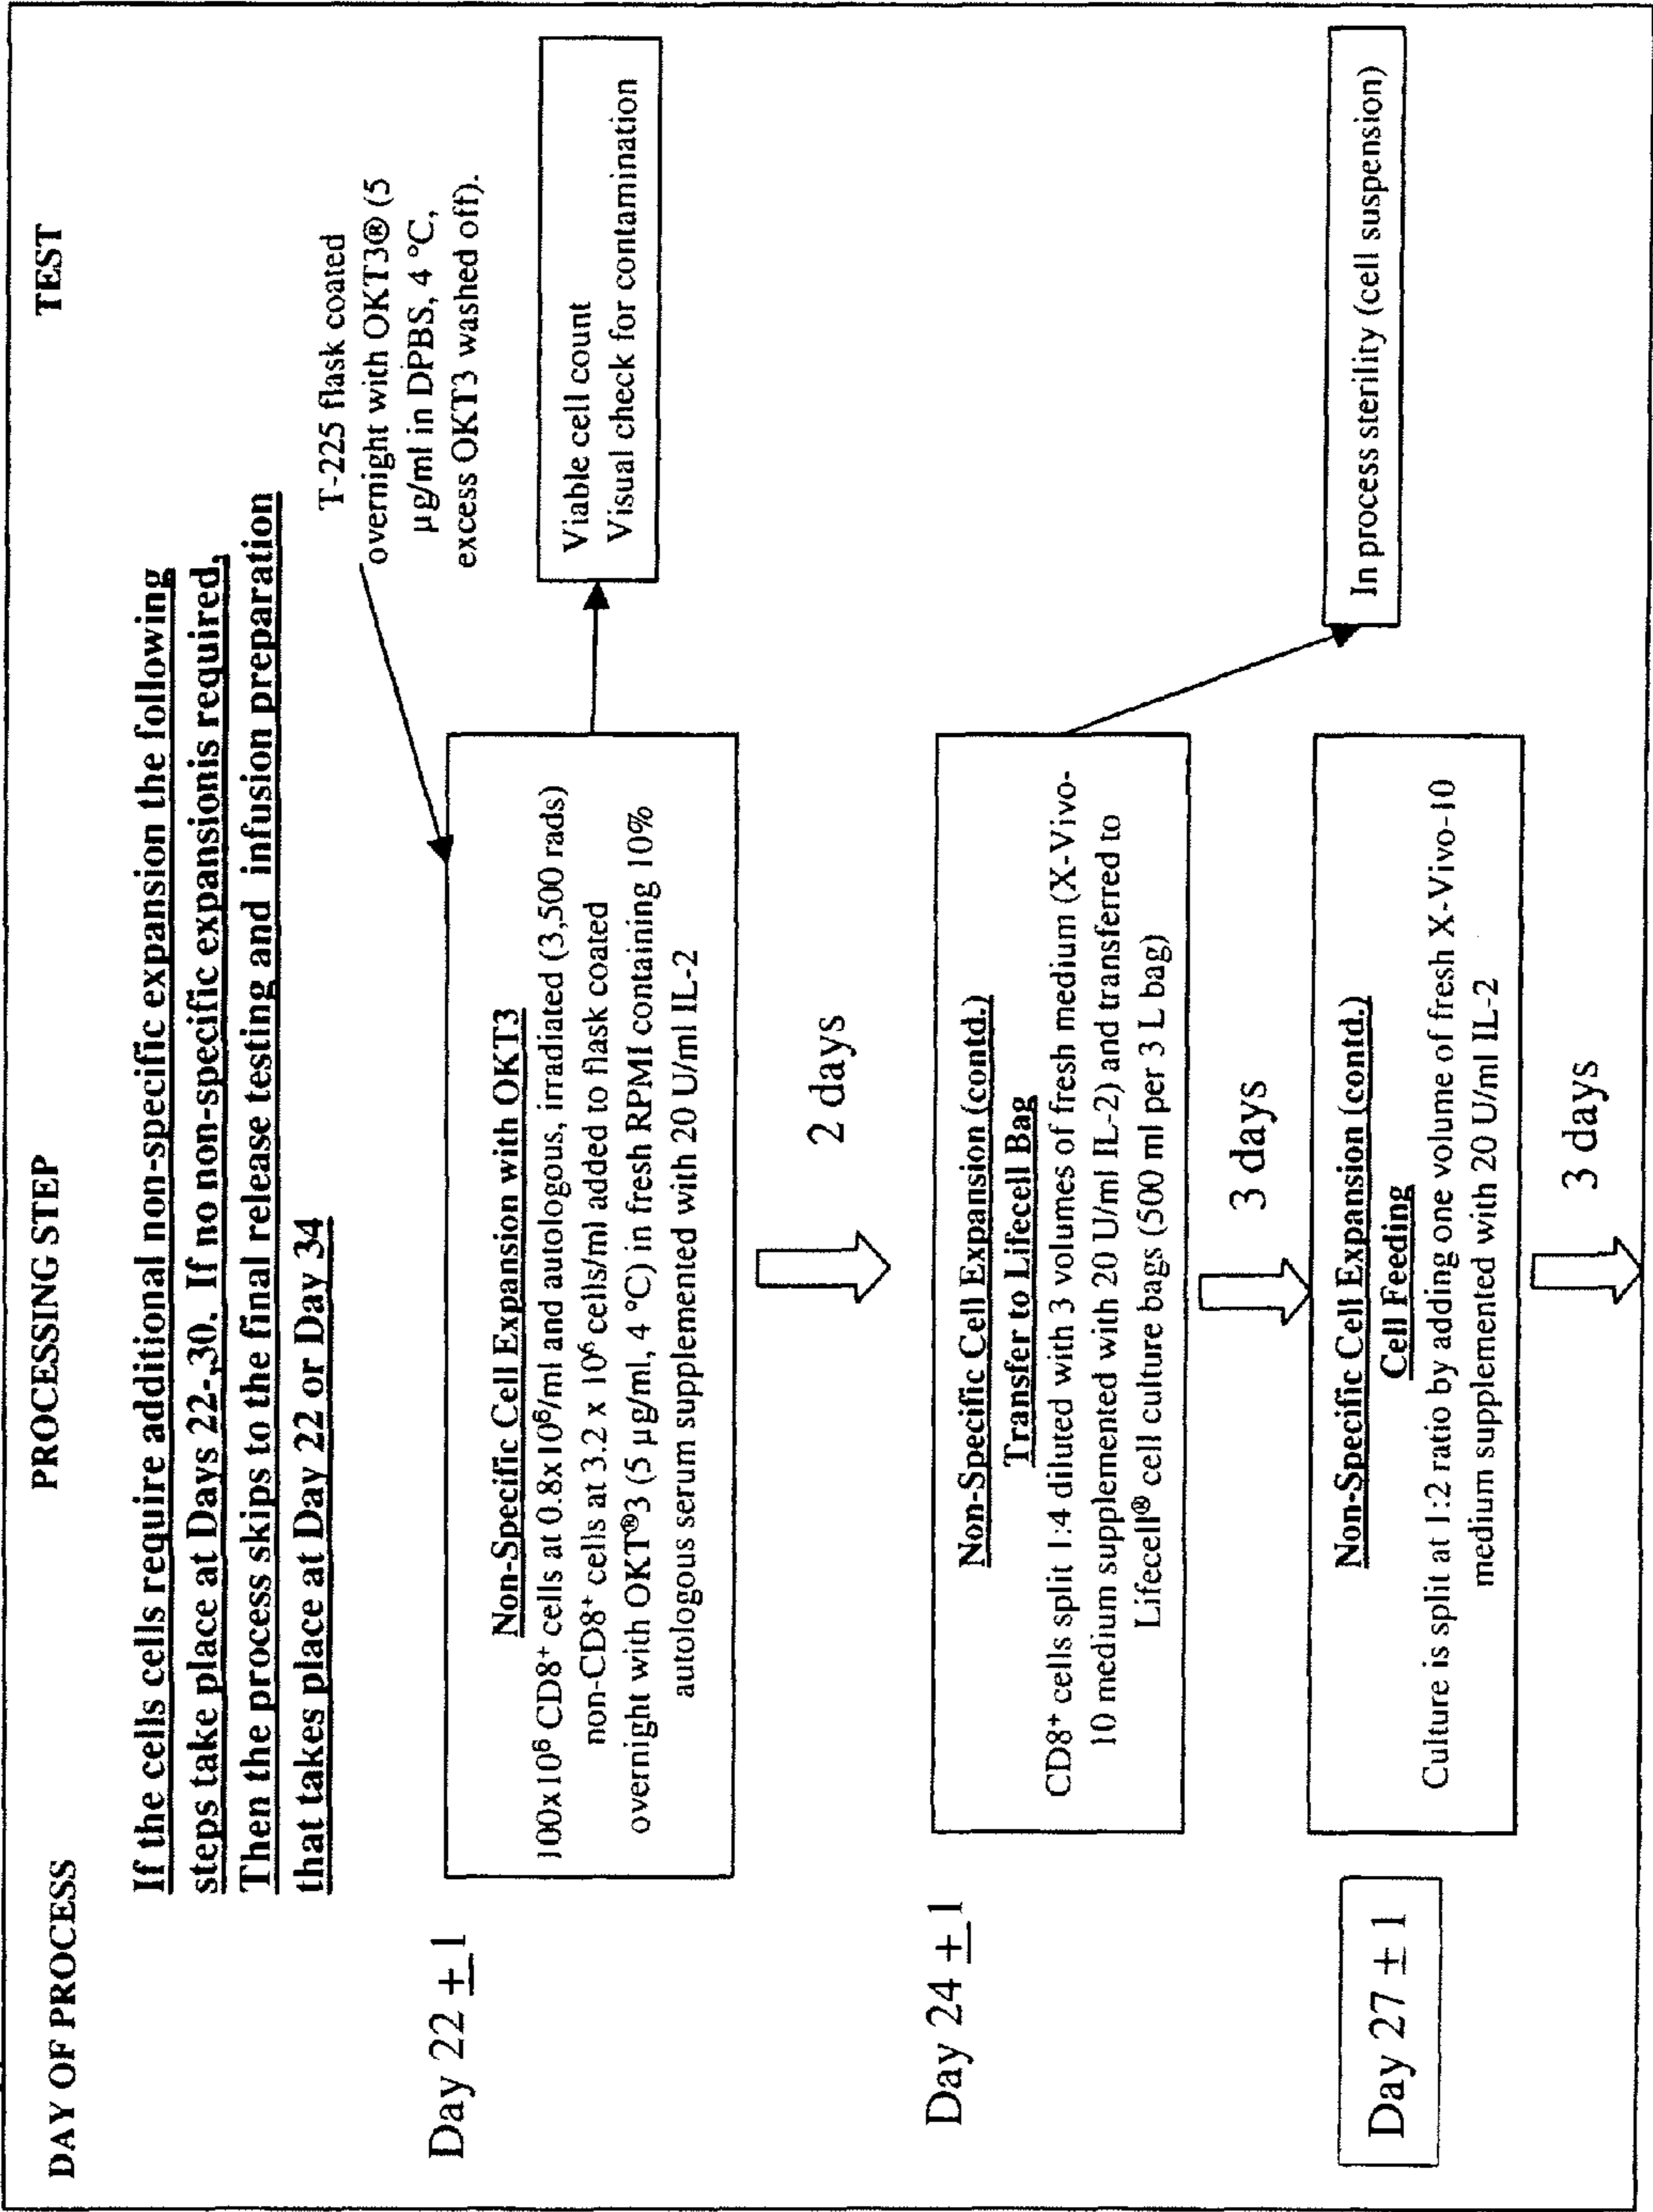 DAY OF PROCESS
PROCESSING STEP
TEST
If the cells cells require additional non-specific expansion the following
steps take place at Days 22-,30. If no non-specific expansionis required,
Then the process skips to the final release testing and infusion preparation
that takes place at Day 22 or Day 34
T-225 flask coated
overnight with OKT3® (5
µg/ml in DPBS, 4 °C,
excess OKT3 washed off).
Day 22 ± 1
Non-Specific Cell Expansion with OKT3
100x10⁶ CD8⁺ cells at 0.8x 10⁶/ml and autologous, irradiated (3,500 rads)
non-CD8⁺ cells at 3.2 x 10⁶ cells/ml added to flask coated
overnight with OKT®3 (5 µg/ml, 4 °C) in fresh RPMI containing 10%
autologous serum supplemented with 20 U/ml IL-2
Viable cell count
Visual check for contamination
2 days
Day 24 ± 1
Non-Specific Cell Expansion (contd.)
Transfer to Lifecell Bag
CD8⁺ cells split 1:4 diluted with 3 volumes of fresh medium (X-Vivo-
10 medium supplemented with 20 U/ml IL-2) and transferred to
Lifecell® cell culture bags (500 ml per 3 L bag)
3 days
In process sterility (cell suspension)
Day 27 ± 1
Non-Specific Cell Expansion (contd.)
Cell Feeding
Culture is split at 1:2 ratio by adding one volume of fresh X-Vivo-10
medium supplemented with 20 U/ml IL-2
3 days